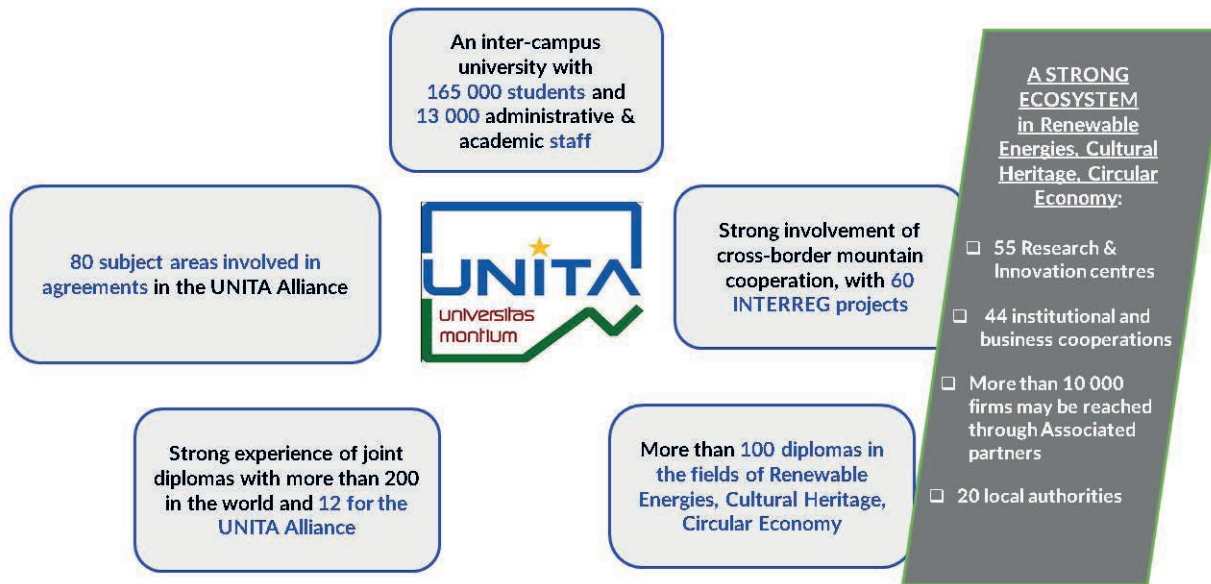 An inter-campus
university with
165 000 students and
13 000 administrative &
academic staff
80 subject areas involved in
agreements in the UNITA Alliance
UNITA
universitas
montium
Strong involvement of
cross-border mountain
cooperation, with 60
INTERREG projects
Strong experience of joint
diplomas with more than 200
in the world and 12 for the
UNITA Alliance
More than 100 diplomas in
the fields of Renewable
Energies, Cultural Heritage,
Circular Economy
A STRONG
ECOSYSTEM
in Renewable
Energies, Cultural
Heritage, Circular
Economy:
❑ 55 Research &
Innovation centres
❑ 44 institutional and
business cooperations
❑ More than 10 000
firms may be reached
through Associated
partners
❑ 20 local authorities